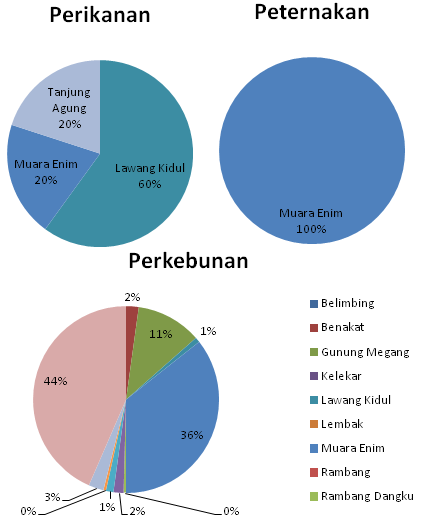 Perikanan
Peternakan
Tanjung
Agung
20%
Muara Enim
20%
Lawang Kidul
60%
Muara Enim
100%
Perkebunan
2%
11%
1%
44%
36%
3%
0%
1%
2%
0%
Belimbing
Benakat
Gunung Megang
Kelekar
Lawang Kidul
Lembak
Muara Enim
Rambang
Rambang Dangku